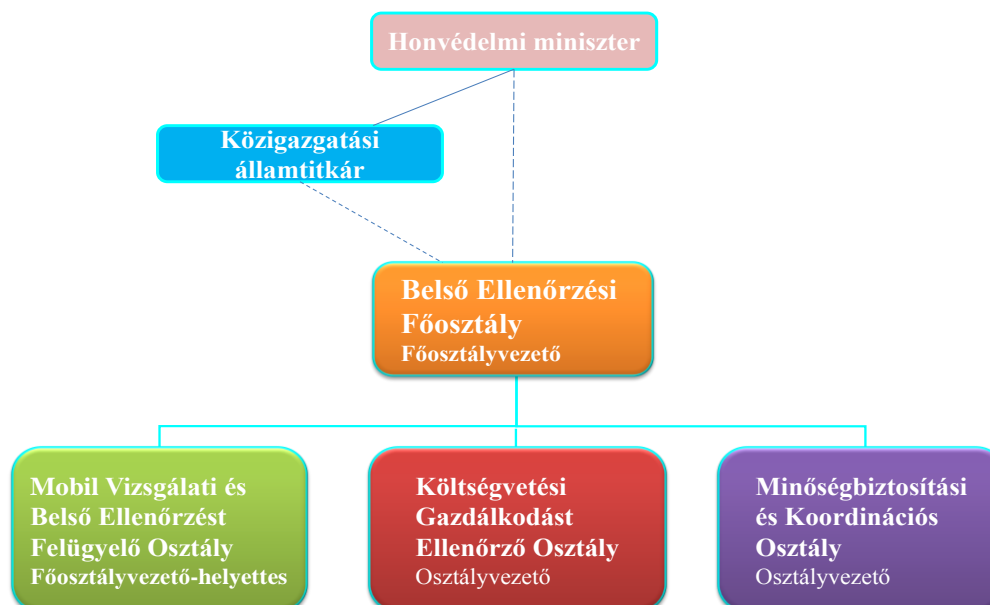 Honvédelmi miniszter
Közigazgatási
államtitkár
Belső Ellenőrzési
Főosztály
Főosztályvezető
Mobil Vizsgálati és
Belső Ellenőrzést
Felügyelő Osztály
Főosztályvezető-helyettes
Költségvetési
Gazdálkodást
Ellenőrző Osztály
Osztályvezető
Minőségbiztosítási
és Koordinációs
Osztály
Osztályvezető